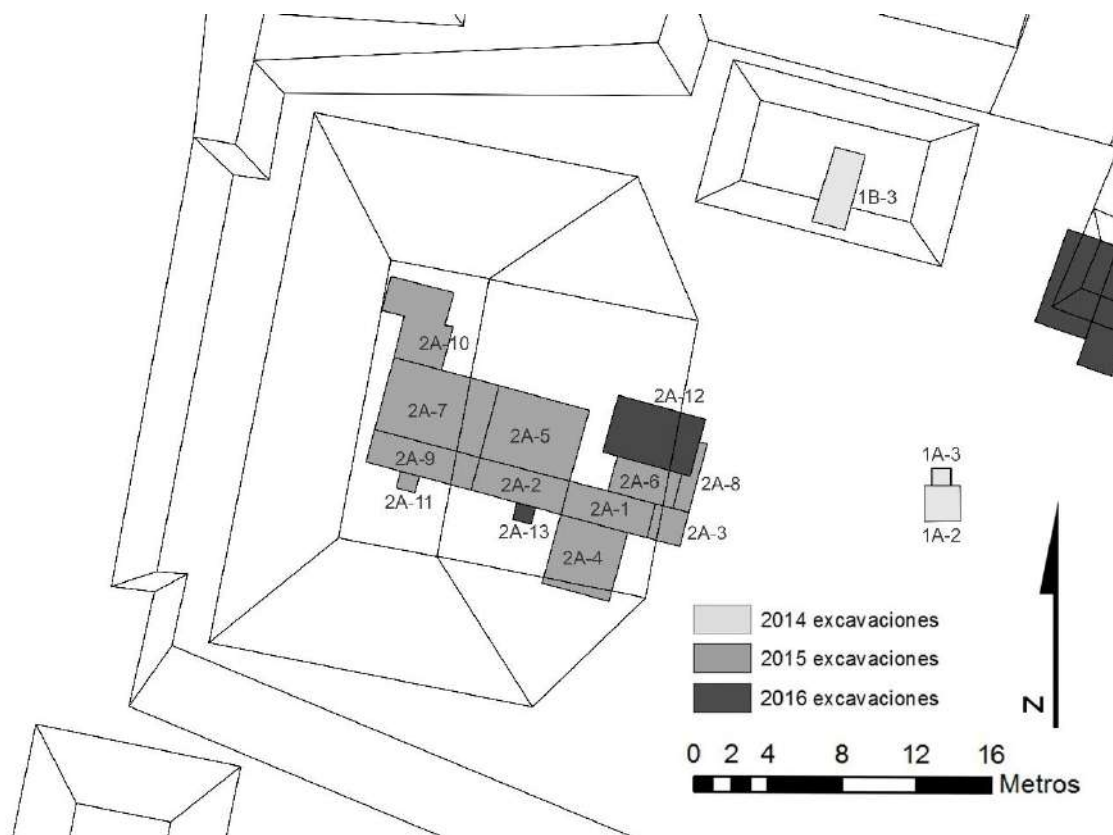 1B-3
2A-10
2A-12
2A-7
2A-5
2A-9
2A-6
2A-8
2A-2
2A-11
2A-1
2A-13
2A-3
2A-4
1A-3
1A-2
2014 excavaciones
2015 excavaciones
2016 excavaciones
N
0 2 4 8 12 16
Metros